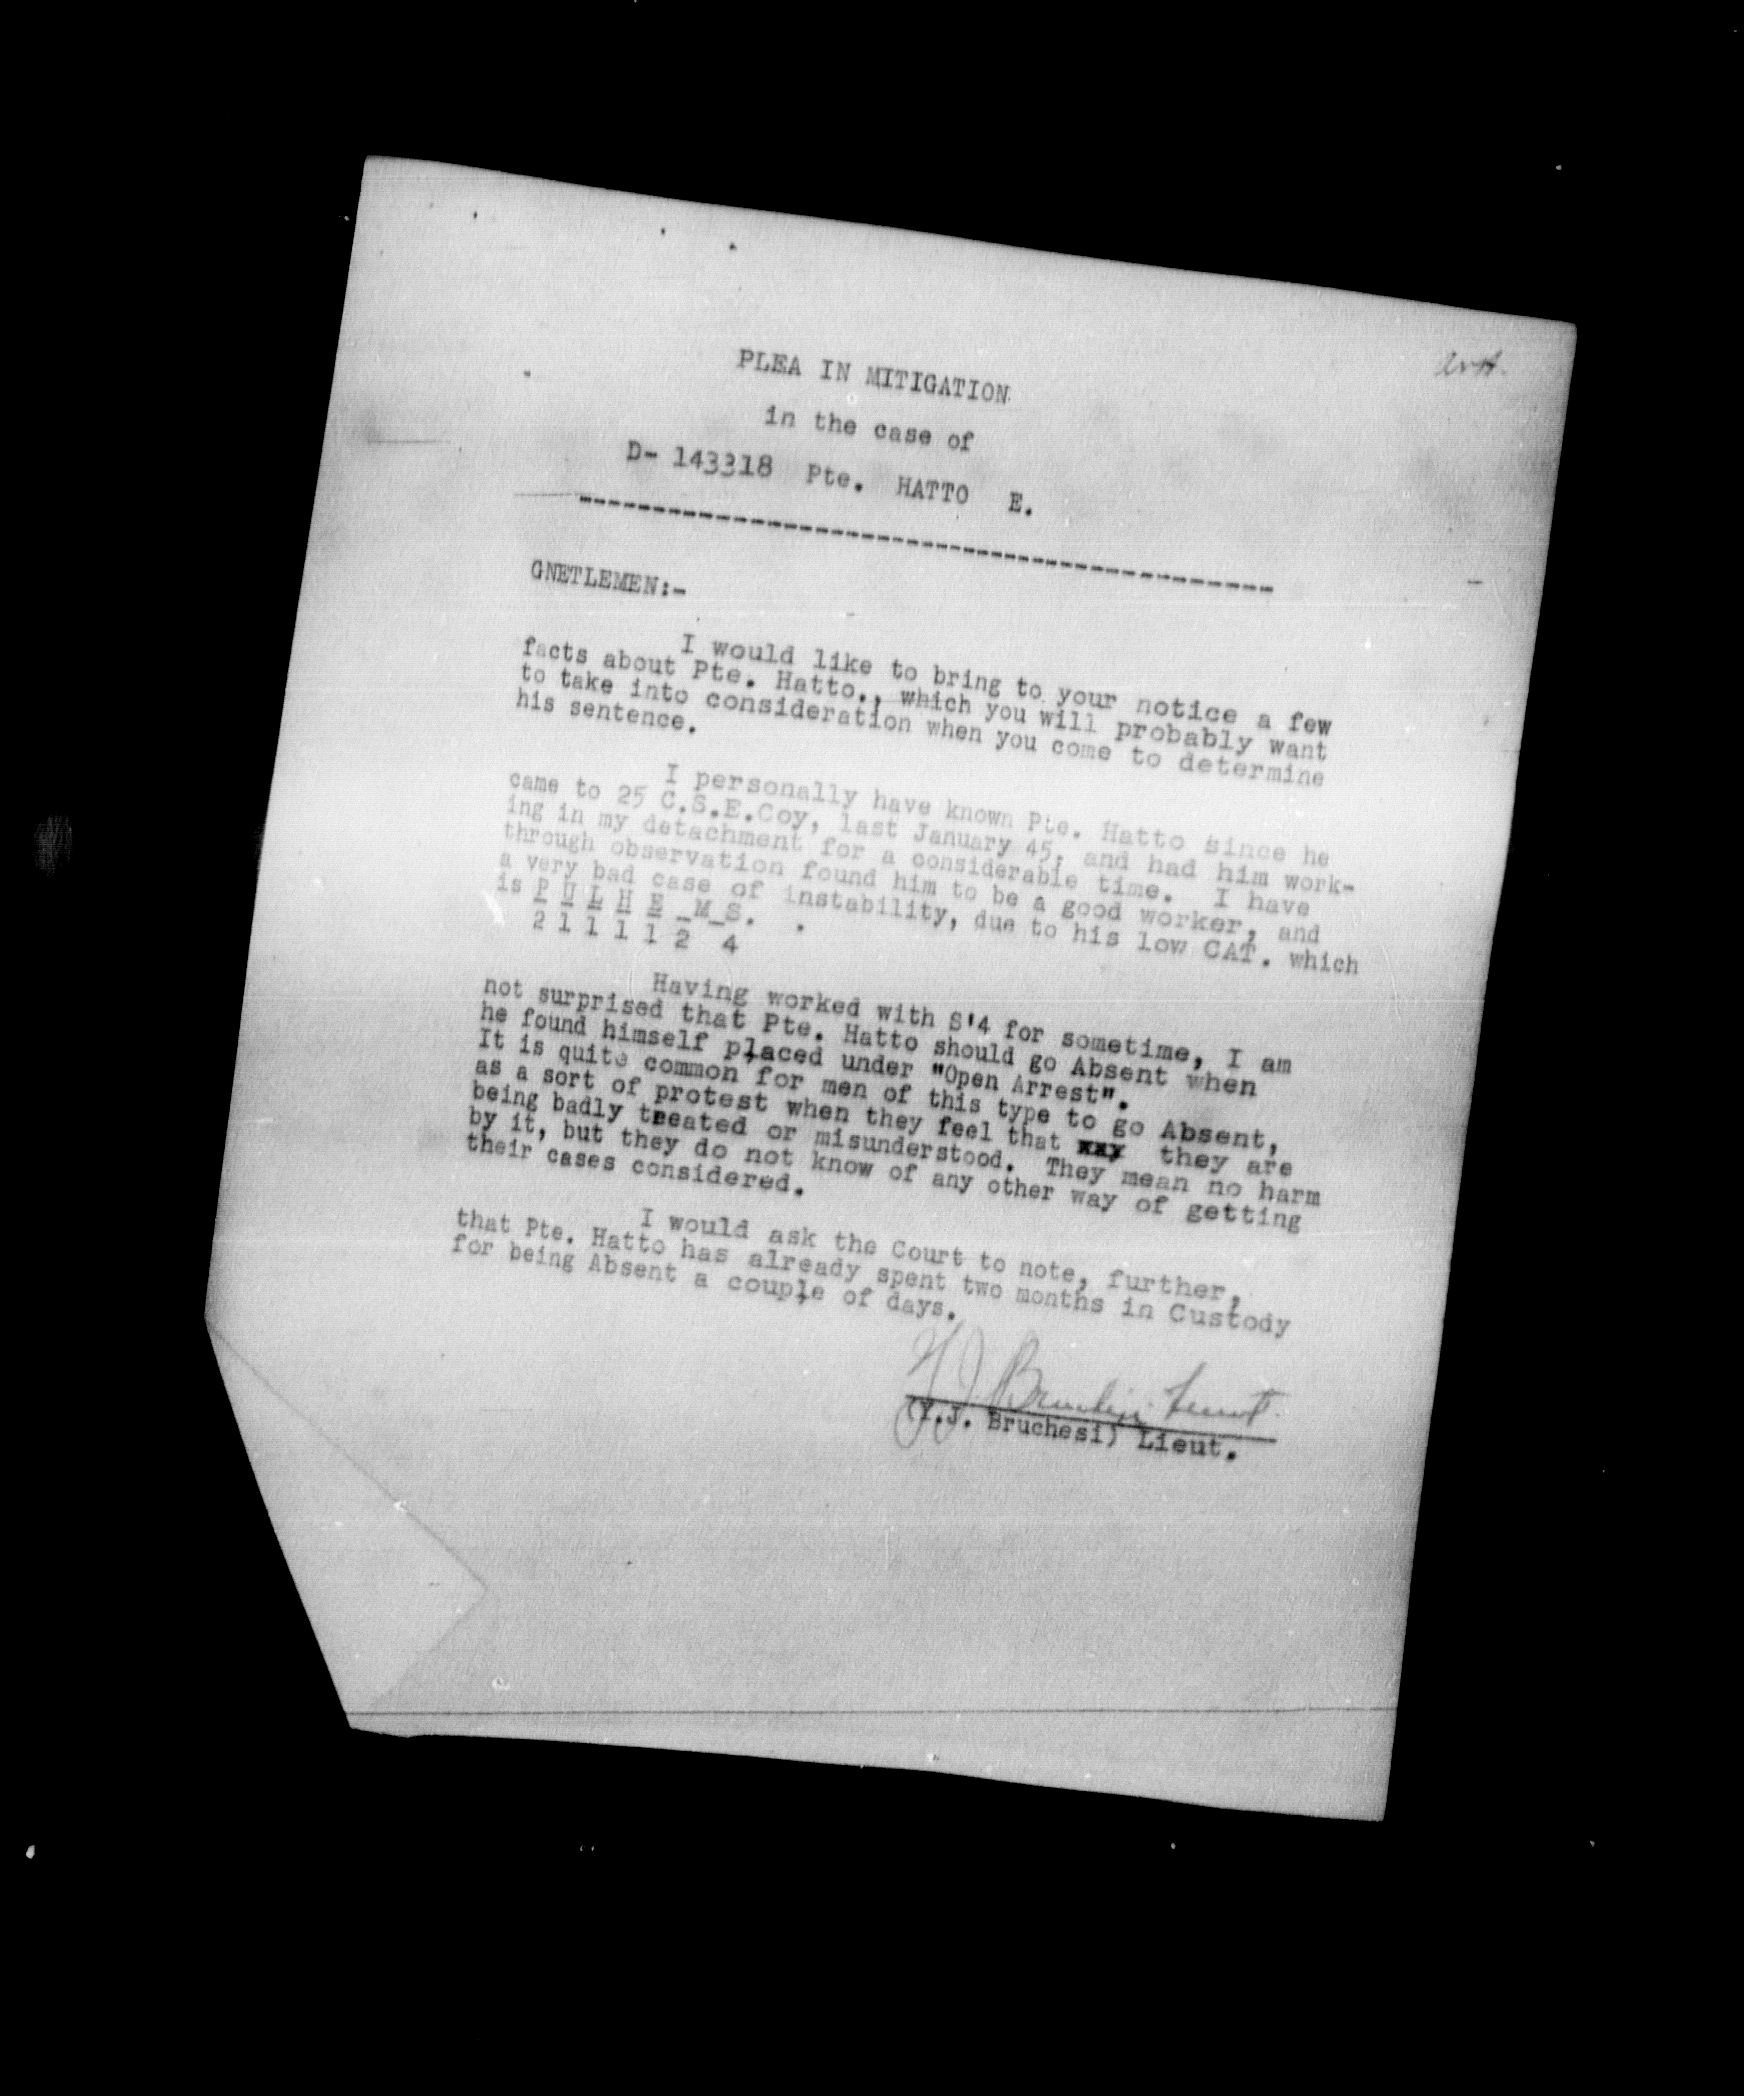 PLEA IN MITIGATION
in the case of
D- 143318 Pte. HATTO E.
-------------------------------------------------
GNETLEMEN:-
I would like to bring to your notice a few
facts about Pte. Hatto., which you will probably want
to take into consideration when you come to determine
his sentence.
I personally have known Pte. Hatto since he
came to 25 C.S.E.Coy, last January 45, and had him work-
ing in my detachment for a considerable time. I have
through observation found him to be a good worker, and
a very bad case of instability, due to his low CAT. which
is P U L H E _M_S. .
2 1 1 1 1 2 4
Having worked with S'4 for sometime, I am
not surprised that Pte. Hatto should go Absent when
he found himself placed under "Open Arrest".
It is quite common for men of this type to go Absent,
as a sort of protest when they feel that they are
being badly treated or misunderstood. They mean no harm
by it, but they do not know of any other way of getting
their cases considered.
I would ask the Court to note, further,
that Pte. Hatto has already spent two months in Custody
for being Absent a couple of days.
Y J Bruchesi Lieut.
(Y.J. Bruchesi) Lieut.